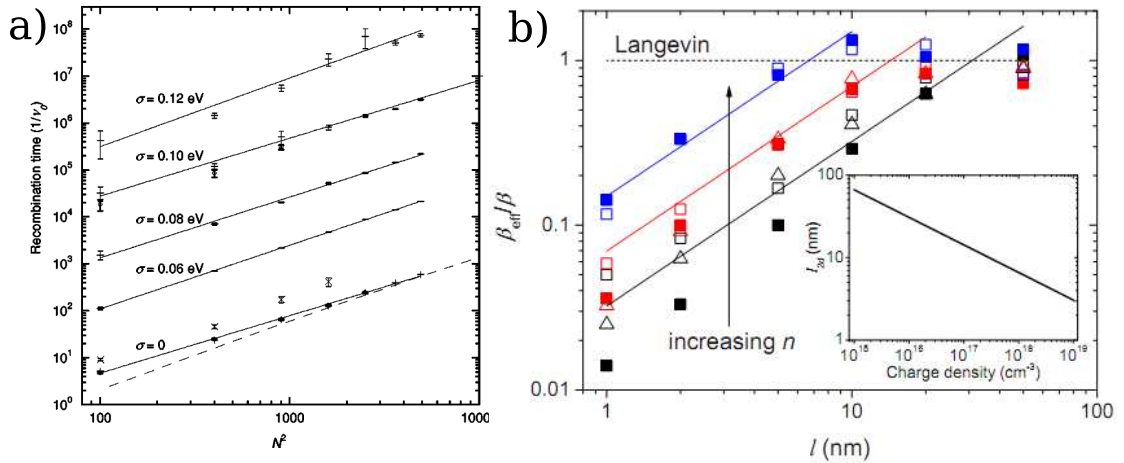 a)
10⁸
10⁷
10⁶
10⁵
10⁴
10³
10²
10¹
10⁰
Recombination time (1/ν₀)
σ = 0.12 eV
σ = 0.10 eV
σ = 0.08 eV
σ = 0.06 eV
σ = 0
100
1000
1000
N²
b)
β_eff/β
1
0.1
0.01
Langevin
increasing n
1
10
100
l (nm)
l₂d (nm)
100
10
1
10¹⁵
10¹⁶
10¹⁷
10¹⁸
10¹⁹
Charge density (cm⁻³)